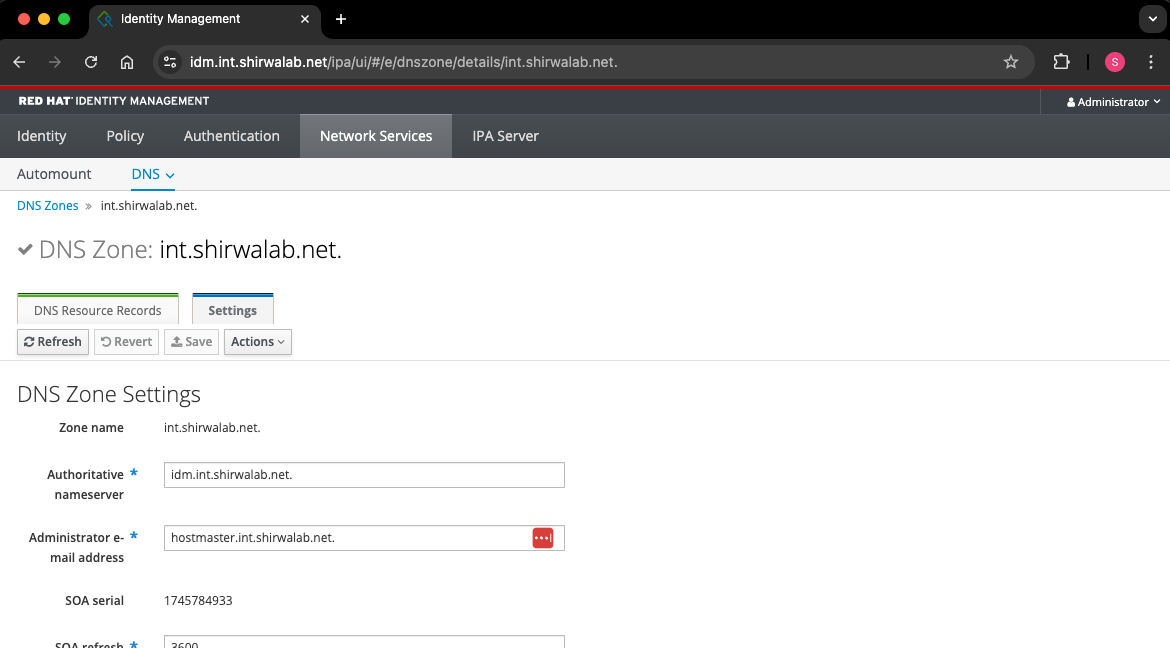 Identity Management
idm.int.shirwalab.net/ipa/ui/#/e/dnszone/details/int.shirwalab.net.
S
RED HAT IDENTITY MANAGEMENT
Administrator
Identity Policy Authentication Network Services IPA Server
Automount DNS
DNS Zones » int.shirwalab.net.
DNS Zone: int.shirwalab.net.
DNS Resource Records Settings
Refresh Revert Save Actions
DNS Zone Settings
Zone name int.shirwalab.net.
Authoritative * idm.int.shirwalab.net.
nameserver
Administrator e- * hostmaster.int.shirwalab.net.
mail address
SOA serial 1745784933
SOA refresh * 3600